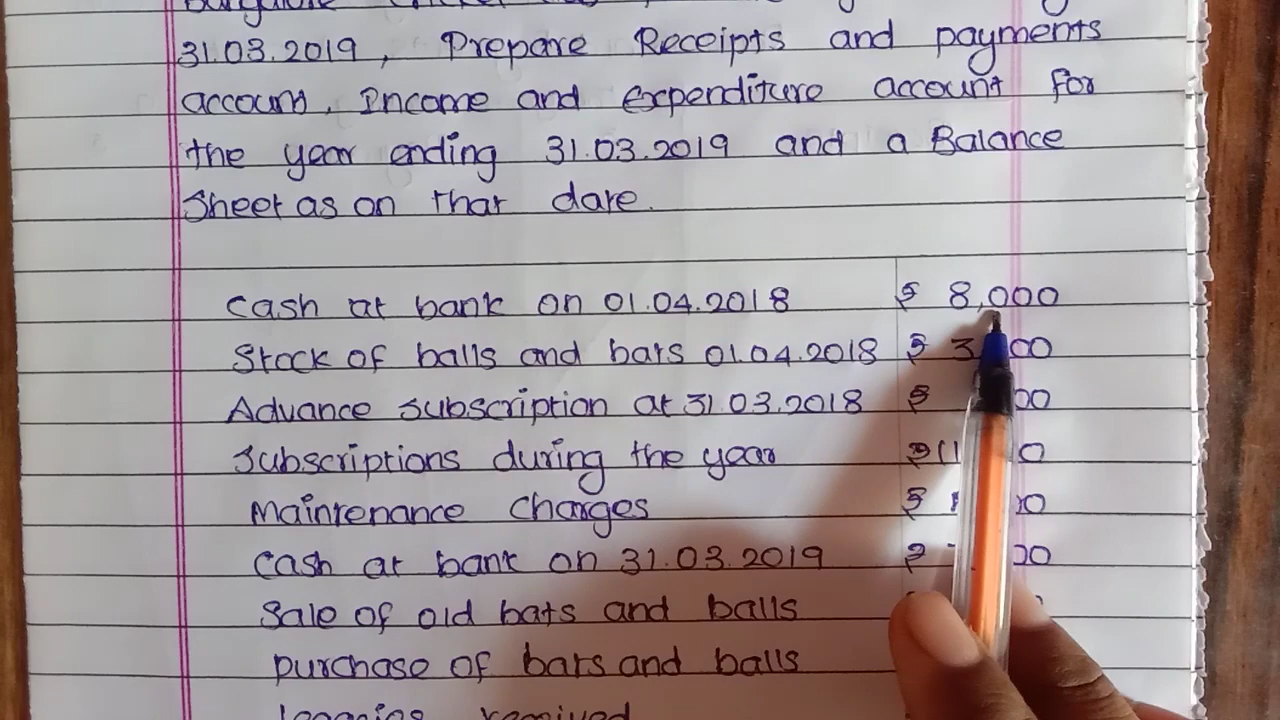 31.03.2019, Prepare Receipts and payments
account, Income and expenditure account for
the year ending 31.03.2019 and a Balance
Sheet as on that date.
Cash at bank on 01.04.2018 ₹ 8,000
Stock of balls and bats 01.04.2018 ₹
Advance subscription at 31.03.2018 ₹
Subscriptions during the year ₹
Maintenance charges ₹
Cash at bank on 31.03.2019 ₹
Sale of old bats and balls
purchase of bats and balls